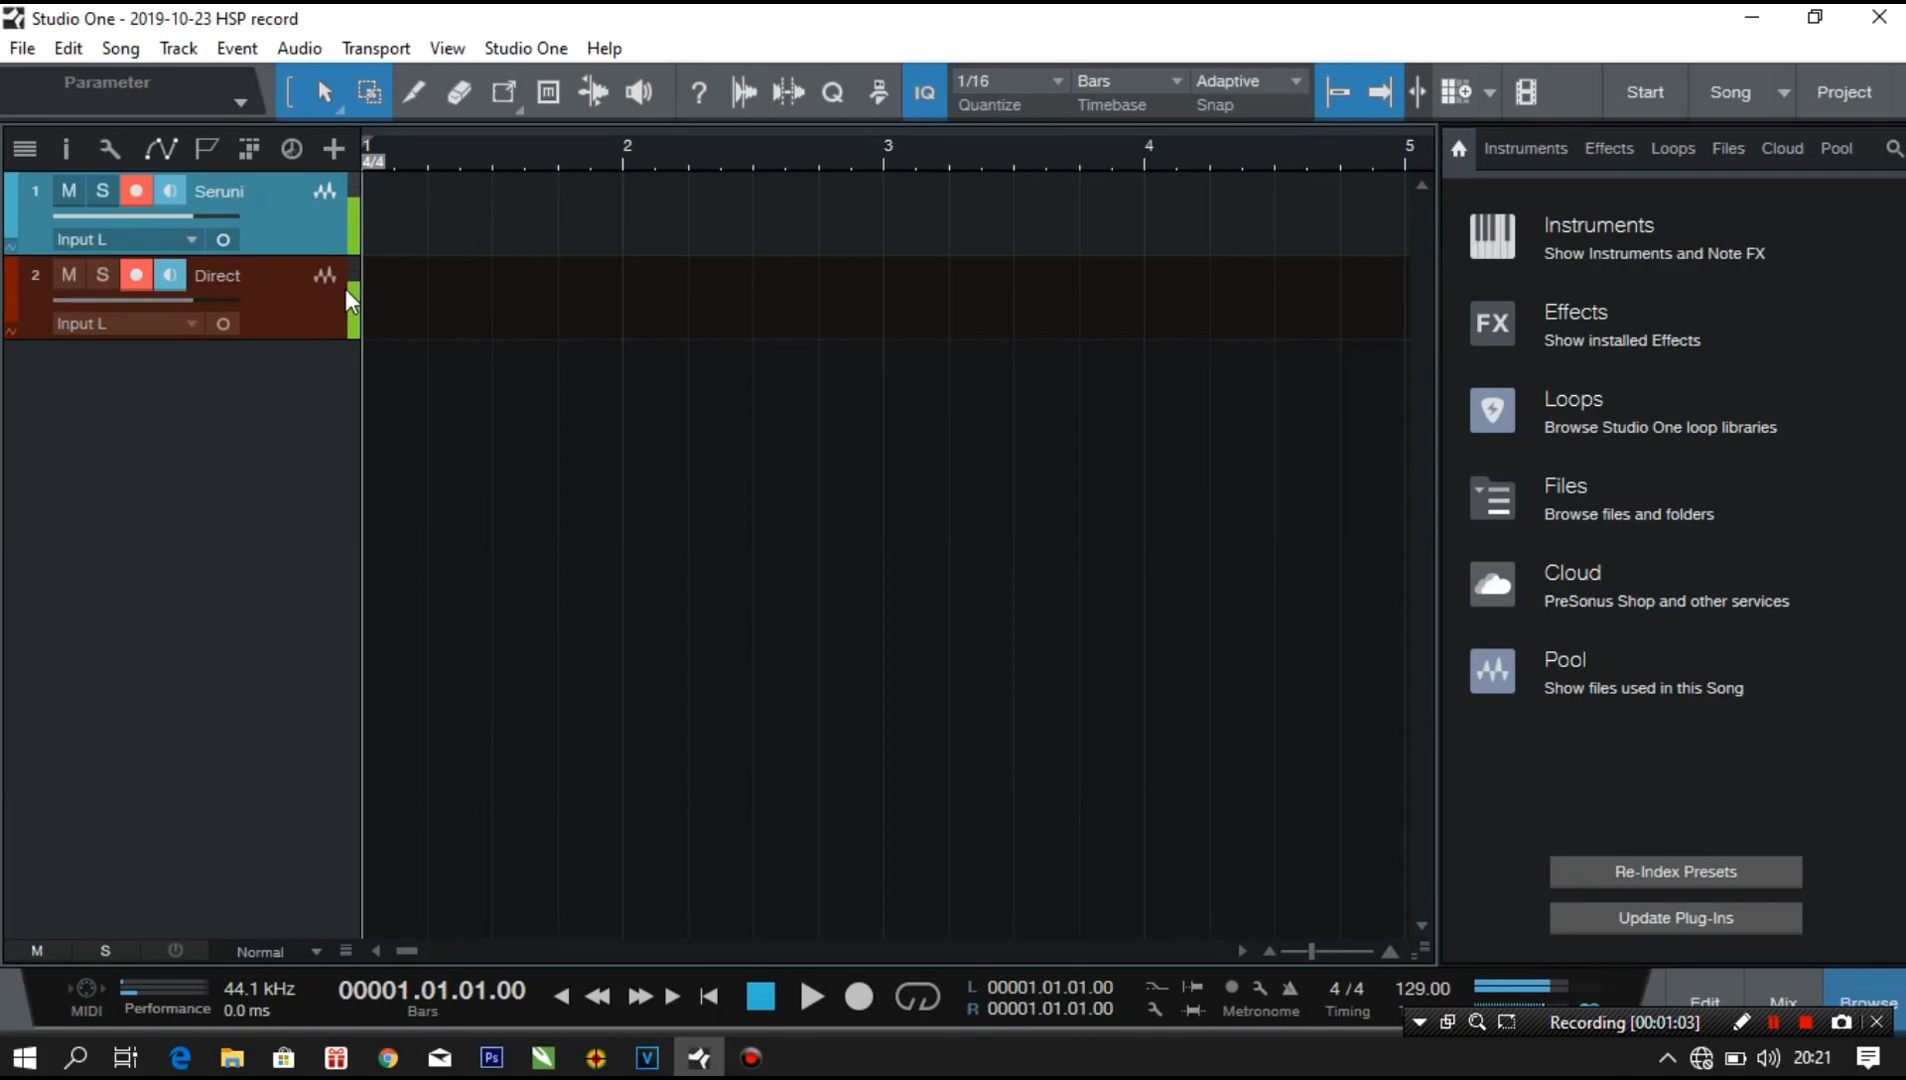 Studio One - 2019-10-23 HSP record
File Edit Song Track Event Audio Transport View Studio One Help
Parameter
IQ
1/16 Bars Adaptive
Quantize Timebase Snap
Start Song Project
1 2 3 4 5
4/4
Instruments Effects Loops Files Cloud Pool
1 M S Seruni
Input L
2 M S Direct
Input L
Instruments
Show Instruments and Note FX
FX
Effects
Show installed Effects
Loops
Browse Studio One loop libraries
Files
Browse files and folders
Cloud
PreSonus Shop and other services
Pool
Show files used in this Song
Re-Index Presets
Update Plug-Ins
M S Normal
MIDI
44.1 kHz
Performance 0.0 ms
00001.01.01.00
Bars
L 00001.01.01.00
R 00001.01.01.00
Metronome
4 / 4
Timing
129.00
Edit Mix Browse
Recording [00:01:03]
Ps
V
20:21